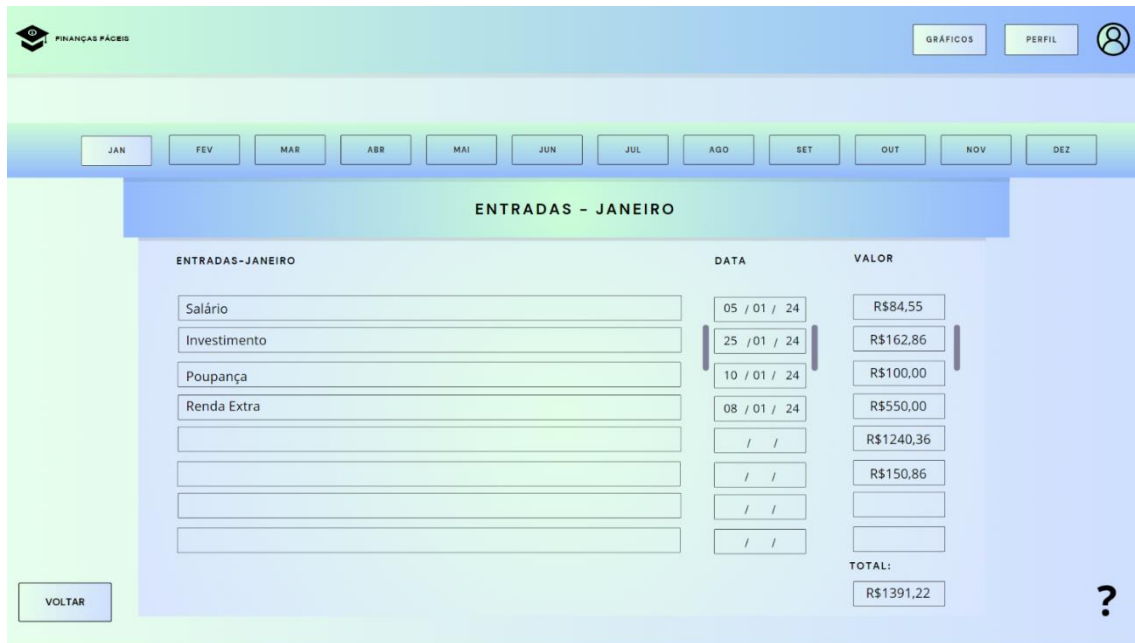 FINANÇAS FÁCEIS GRÁFICOS PERFIL
JAN FEV MAR ABR MAI JUN JUL AGO SET OUT NOV DEZ
ENTRADAS - JANEIRO
ENTRADAS-JANEIRO DATA VALOR
Salário 05 / 01 / 24 R$84,55
Investimento 25 / 01 / 24 R$162,86
Poupança 10 / 01 / 24 R$100,00
Renda Extra 08 / 01 / 24 R$550,00
/ / R$1240,36
/ / R$150,86
/ /
/ /
TOTAL:
R$1391,22
VOLTAR ?